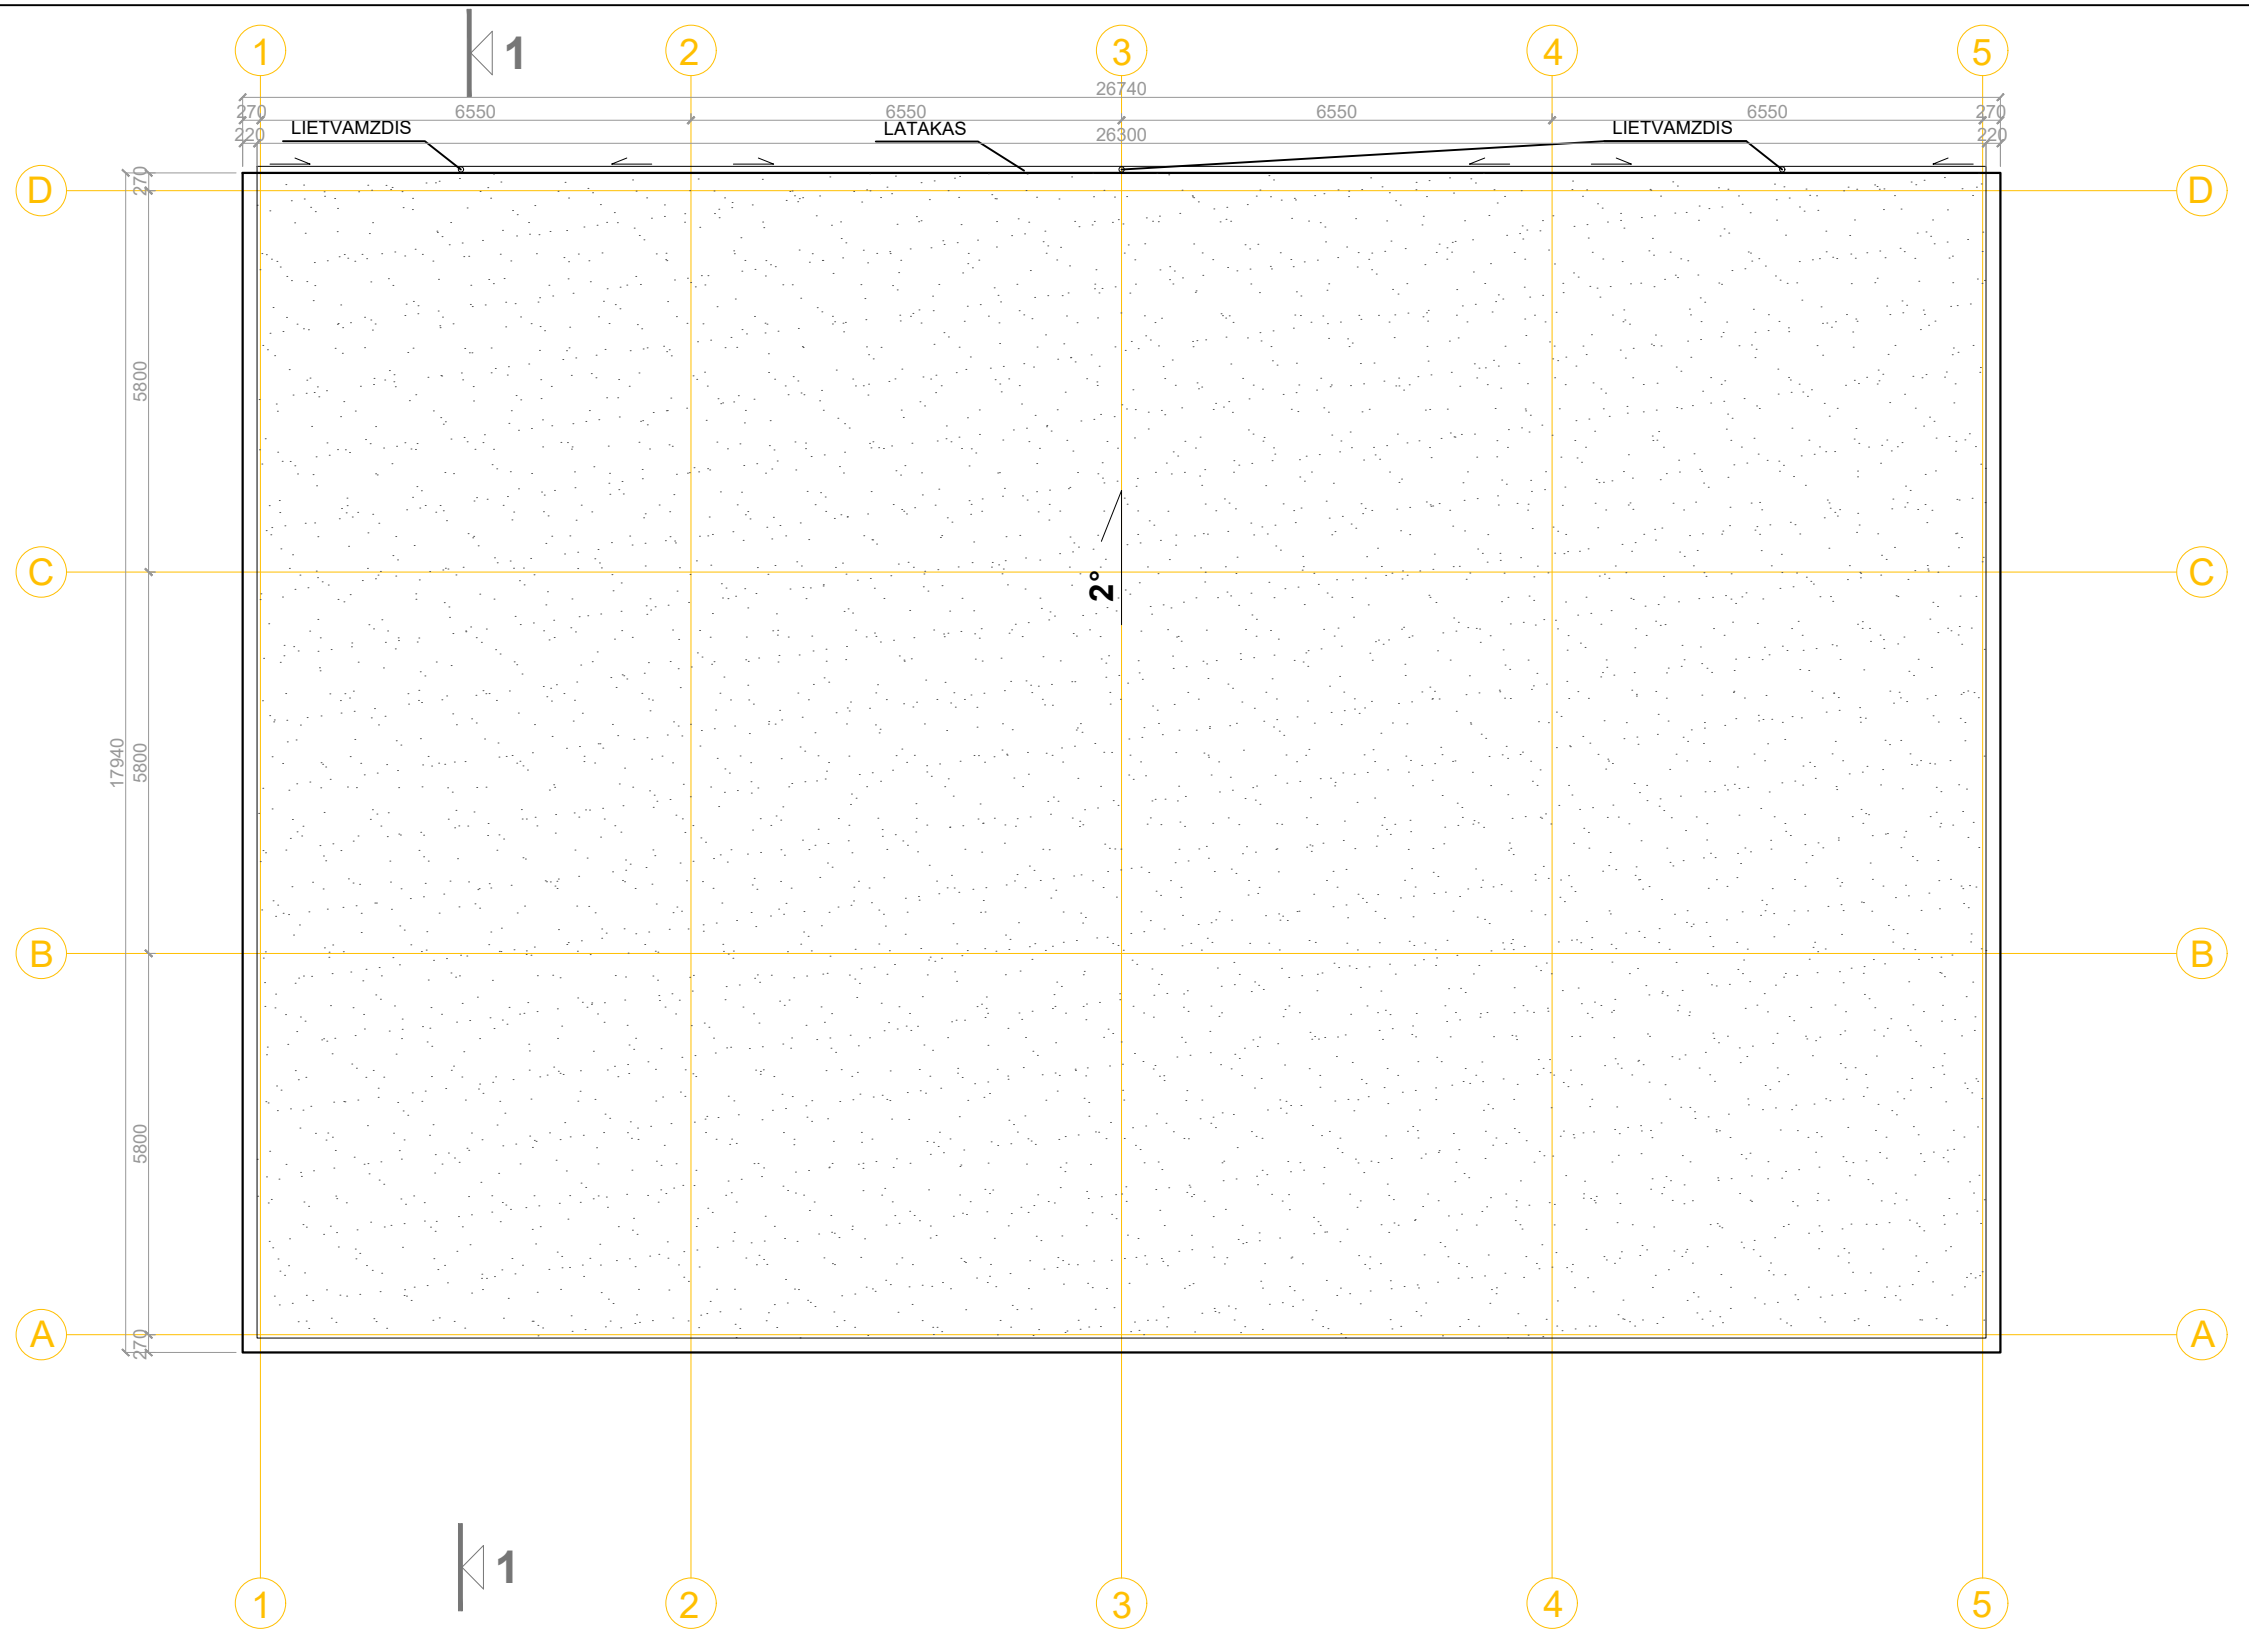 1 1 2 3 4 5
26740
270 6550 6550 6550 6550 270
220 LIETVAMZDIS LATAKAS 26300 LIETVAMZDIS 220
D 270 D
5800
C 2° C
17940 5800
B B
5800
A 270 A
1
1 2 3 4 5